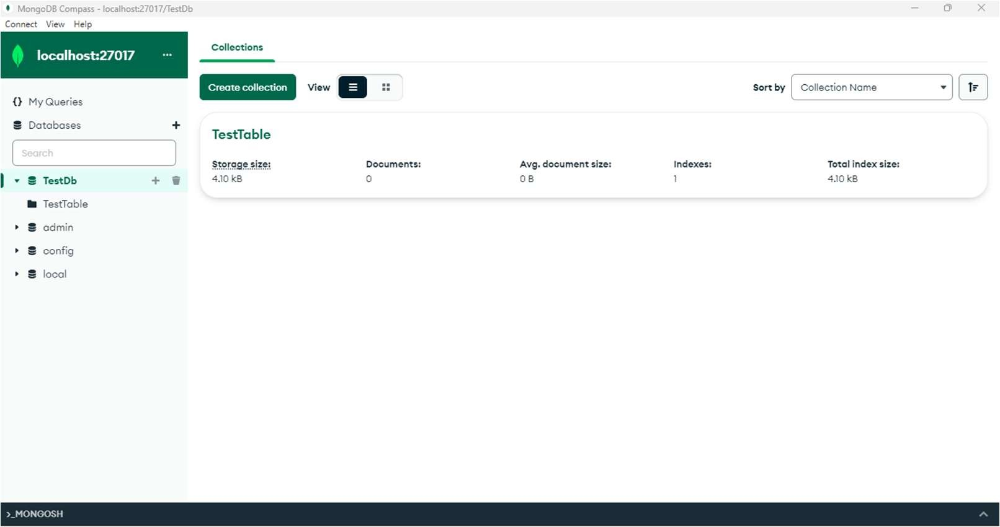 MongoDB Compass - localhost:27017/TestDb
Connect View Help
localhost:27017 ...
Collections
Create collection View
Sort by Collection Name
{} My Queries
Databases +
Search
TestDb +
TestTable
admin
config
local
TestTable
Storage size: Documents: Avg. document size: Indexes: Total index size:
4.10 kB 0 0 B 1 4.10 kB
>_MONGOSH